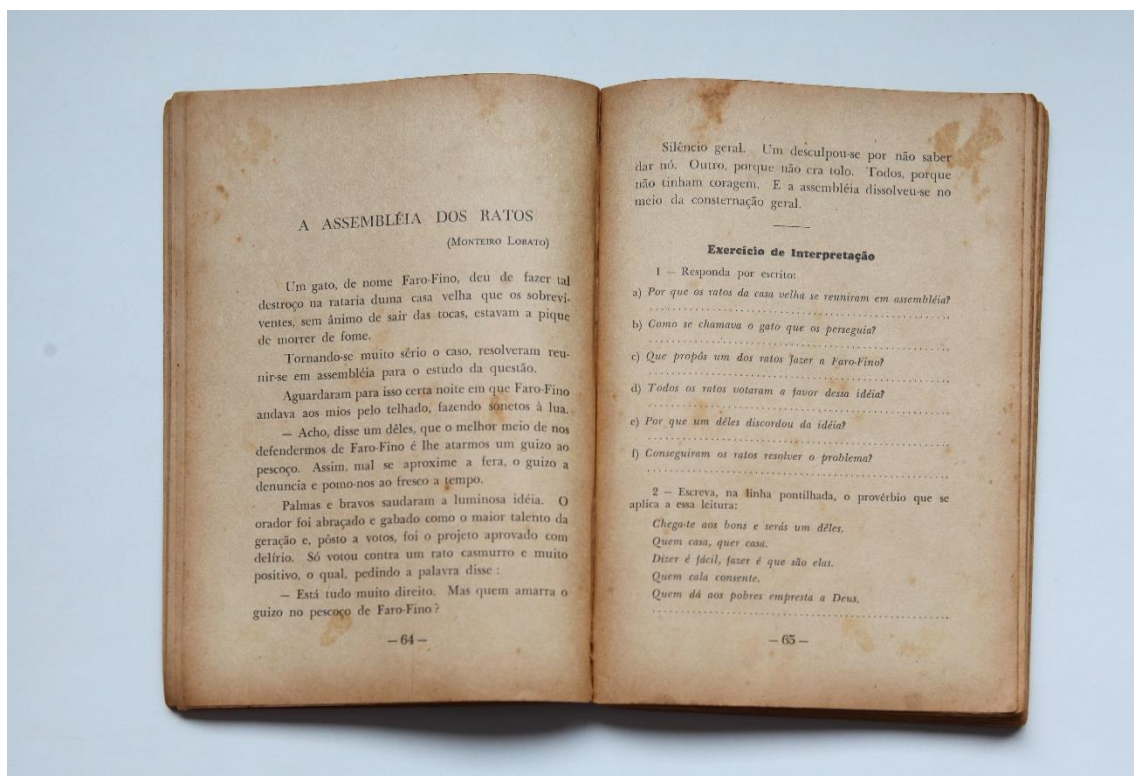 A ASSEMBLÉIA DOS RATOS
(MONTEIRO LOBATO)
Um gato, de nome Faro-Fino, deu de fazer tal
destroço na rataria duma casa velha que os sobrevi-
ventes, sem ânimo de sair das tocas, estavam a pique
de morrer de fome.
Tornando-se muito sério o caso, resolveram reu-
nir-se em assembléia para o estudo da questão.
Aguardaram para isso certa noite em que Faro-Fino
andava aos mios pelo telhado, fazendo sonetos à lua.
— Acho, disse um dêles, que o melhor meio de nos
defendermos de Faro-Fino é lhe atarmos um guizo ao
pescoço. Assim, mal se aproxime a fera, o guizo a
denuncia e pomo-nos ao fresco a tempo.
Palmas e bravos saudaram a luminosa idéia. O
orador foi abraçado e gabado como o maior talento da
geração e, pôsto a votos, foi o projeto aprovado com
delírio. Só votou contra um rato casmurro e muito
positivo, o qual, pedindo a palavra disse :
— Está tudo muito direito. Mas quem amarra o
guizo no pescoço de Faro-Fino ?
— 64 —
Silêncio geral. Um desculpou-se por não saber
dar nó. Outro, porque não era tolo. Todos, porque
não tinham coragem. E a assembléia dissolveu-se no
meio da consternação geral.
Exercício de Interpretação
1 — Responda por escrito:
a) Por que os ratos da casa velha se reuniram em assembléia?
b) Como se chamava o gato que os perseguia?
c) Que propôs um dos ratos fazer a Faro-Fino?
d) Todos os ratos votaram a favor dessa idéia?
e) Por que um dêles discordou da idéia?
f) Conseguiram os ratos resolver o problema?
2 — Escreva, na linha pontilhada, o provérbio que se
aplica a essa leitura:
Chega-te aos bons e serás um dêles.
Quem casa, quer casa.
Dizer é fácil, fazer é que são elas.
Quem cala consente.
Quem dá aos pobres empresta a Deus.
— 65 —